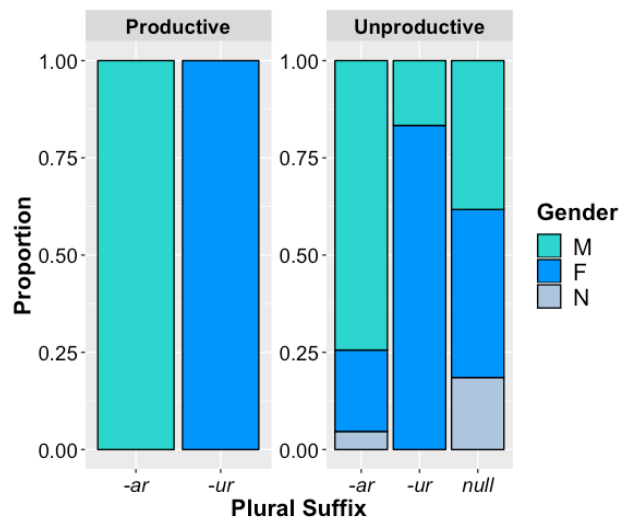 Productive
Unproductive
Proportion
1.00
0.75
0.50
0.25
0.00
1.00
0.75
0.50
0.25
0.00
-ar
-ur
-ar
-ur
null
Plural Suffix
Gender
M
F
N